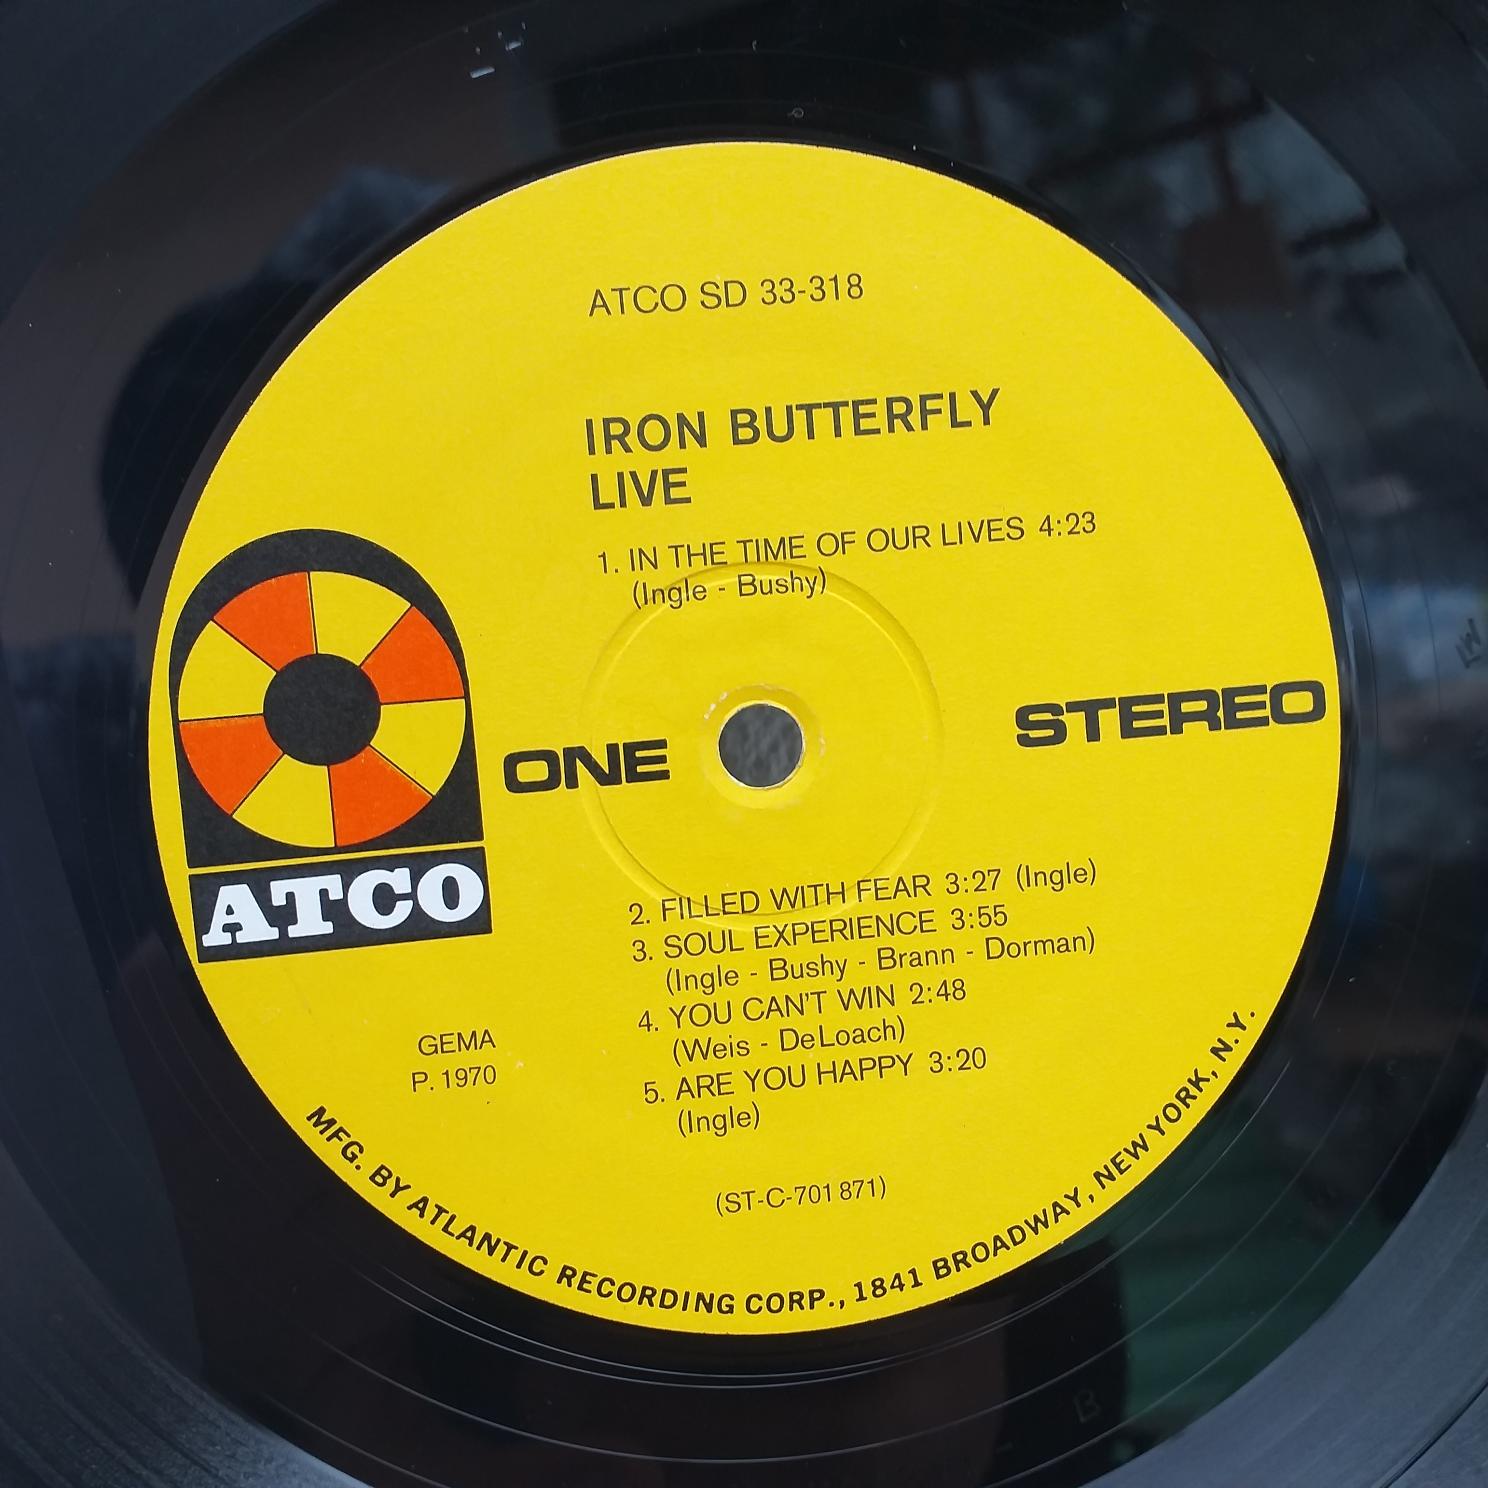 ATCO SD 33-318
IRON BUTTERFLY
LIVE
1. IN THE TIME OF OUR LIVES 4:23
(Ingle - Bushy)
ONE
STEREO
ATCO
2. FILLED WITH FEAR 3:27 (Ingle)
3. SOUL EXPERIENCE 3:55
(Ingle - Bushy - Brann - Dorman)
4. YOU CAN'T WIN 2:48
(Weis - DeLoach)
5. ARE YOU HAPPY 3:20
(Ingle)
GEMA
P. 1970
(ST-C-701 871)
MFG. BY ATLANTIC RECORDING CORP., 1841 BROADWAY, NEW YORK, N.Y.